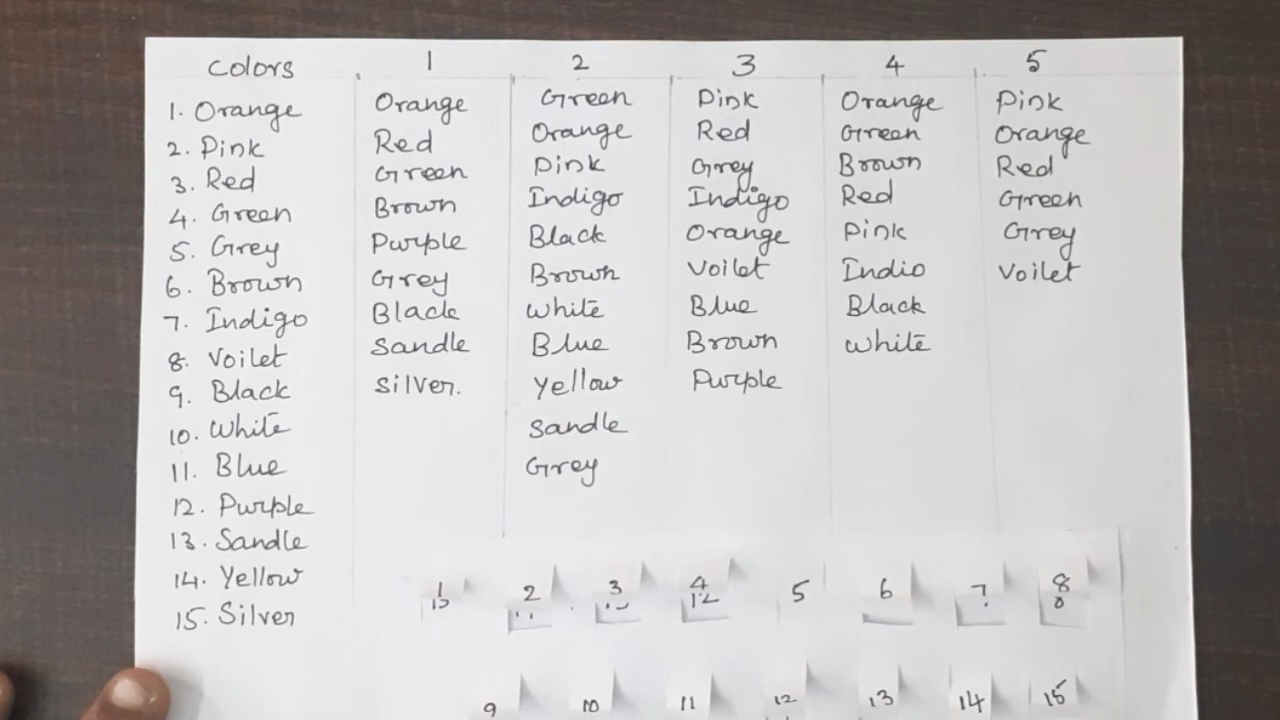 Colors 1 2 3 4 5
1. Orange Orange Green Pink Orange Pink
2. Pink Red Orange Red Green Orange
3. Red Green Pink Grey Brown Red
4. Green Brown Indigo Indigo Red Green
5. Grey Purple Black Orange Pink Grey
6. Brown Grey Brown Voilet Indio Voilet
7. Indigo Black White Blue Black
8. Voilet Sandle Blue Brown White
9. Black Silver. Yellow Purple
10. White Sandle
11. Blue Grey
12. Purple
13. Sandle
14. Yellow
15. Silver
1 2 3 4 5 6 7 8
12
9 10 11 12 13 14 15